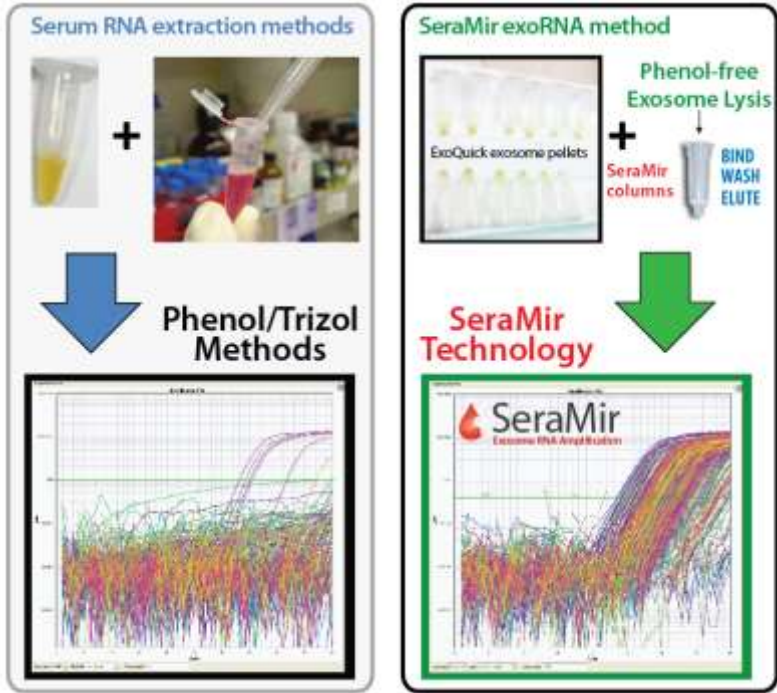 Serum RNA extraction methods
+
Phenol/Trizol
Methods
SeraMir exoRNA method
ExoQuick exosome pellets
+
Phenol-free
Exosome Lysis
SeraMir
columns
BIND
WASH
ELUTE
SeraMir
Technology
SeraMir
Exosome RNA Amplification